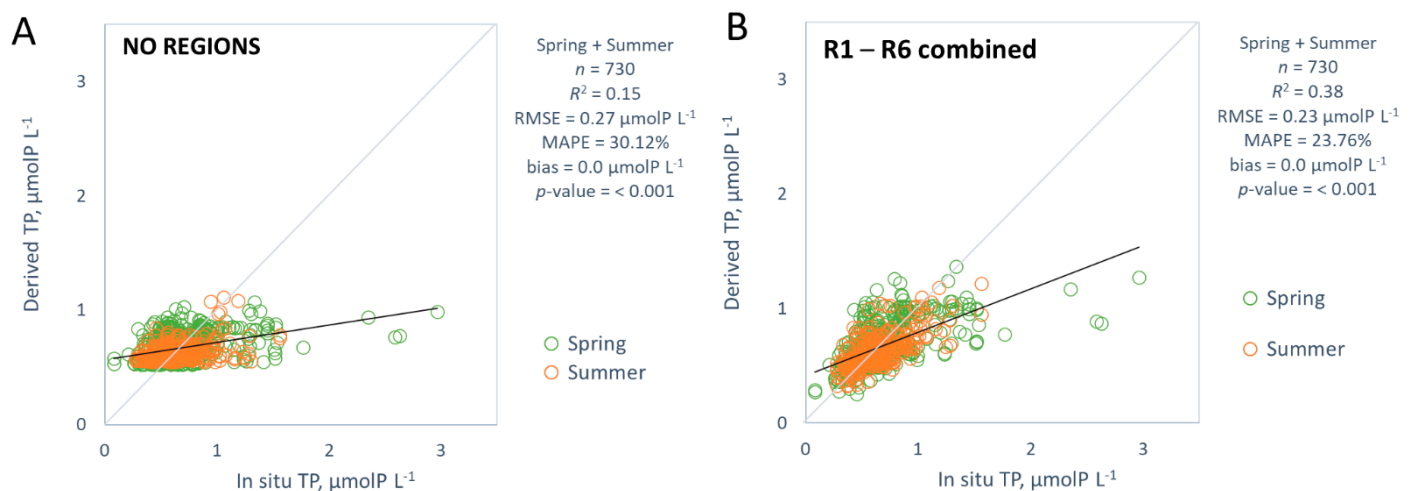 A
NO REGIONS
Derived TP, µmolP L-1
3
2
1
0
0 1 2 3
In situ TP, µmolP L-1
Spring + Summer
n = 730
R2 = 0.15
RMSE = 0.27 µmolP L-1
MAPE = 30.12%
bias = 0.0 µmolP L-1
p-value = < 0.001
Spring
Summer
B
R1 – R6 combined
Derived TP, µmolP L-1
3
2
1
0
0 1 2 3
In situ TP, µmolP L-1
Spring + Summer
n = 730
R2 = 0.38
RMSE = 0.23 µmolP L-1
MAPE = 23.76%
bias = 0.0 µmolP L-1
p-value = < 0.001
Spring
Summer